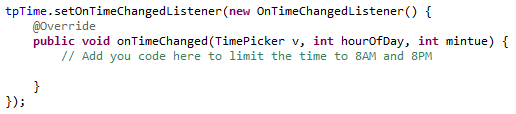 tpTime.setOnTimeChangedListener(new OnTimeChangedListener() {
    @Override
    public void onTimeChanged(TimePicker v, int hourOfDay, int mintue) {
        // Add you code here to limit the time to 8AM and 8PM
    }
});